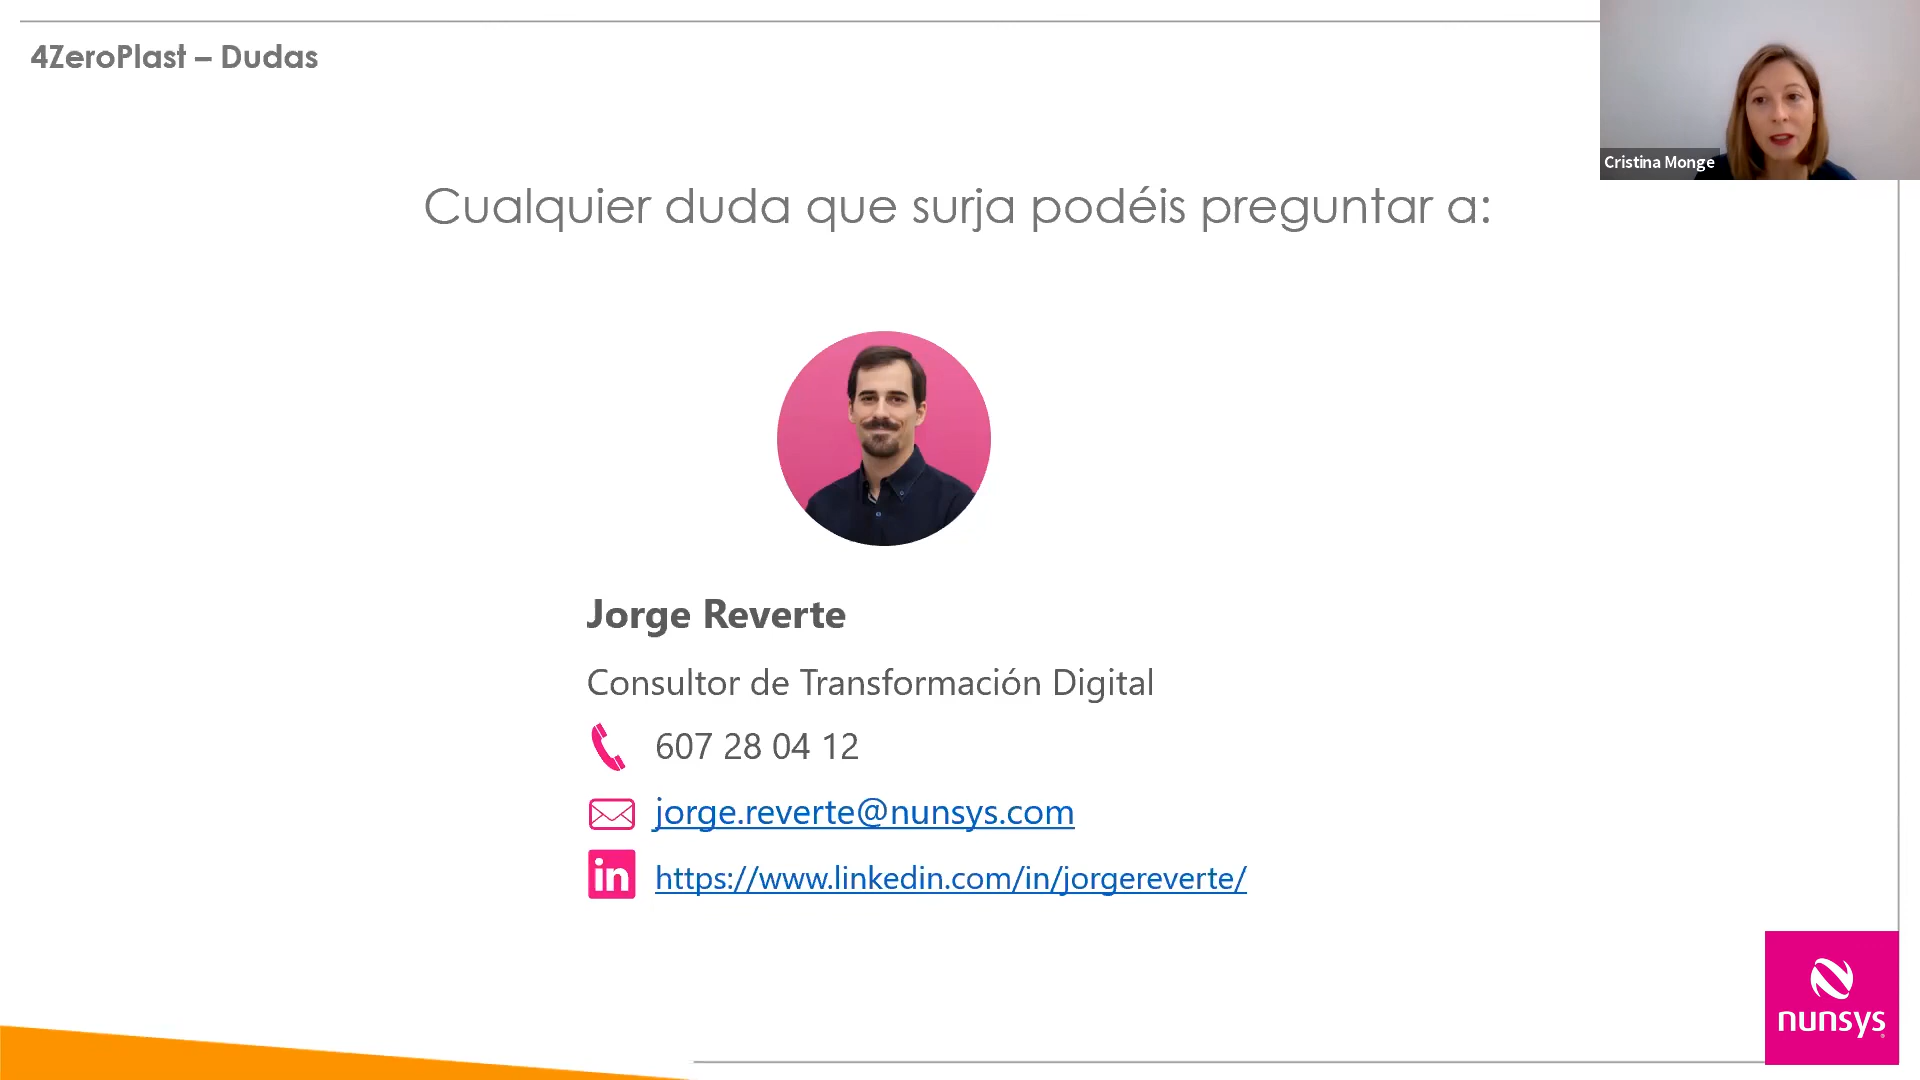 4ZeroPlast – Dudas
Cristina Monge
Cualquier duda que surja podéis preguntar a:
Jorge Reverte
Consultor de Transformación Digital
607 28 04 12
jorge.reverte@nunsys.com
in
https://www.linkedin.com/in/jorgereverte/
nunsys